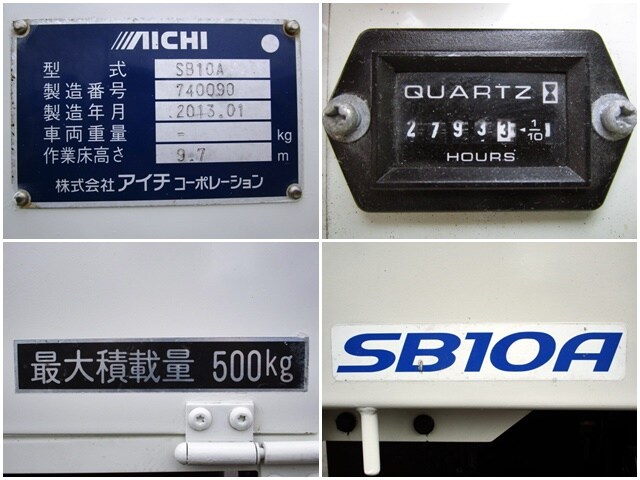 AICHI
型 式 SB10A
製造番号 740090
製造年月 2013.01
車両重量 - kg
作業床高さ 9.7 m
株式会社 アイチ コーポレーション
QUARTZ
27933 1/10
HOURS
最大積載量 500kg
SB10A